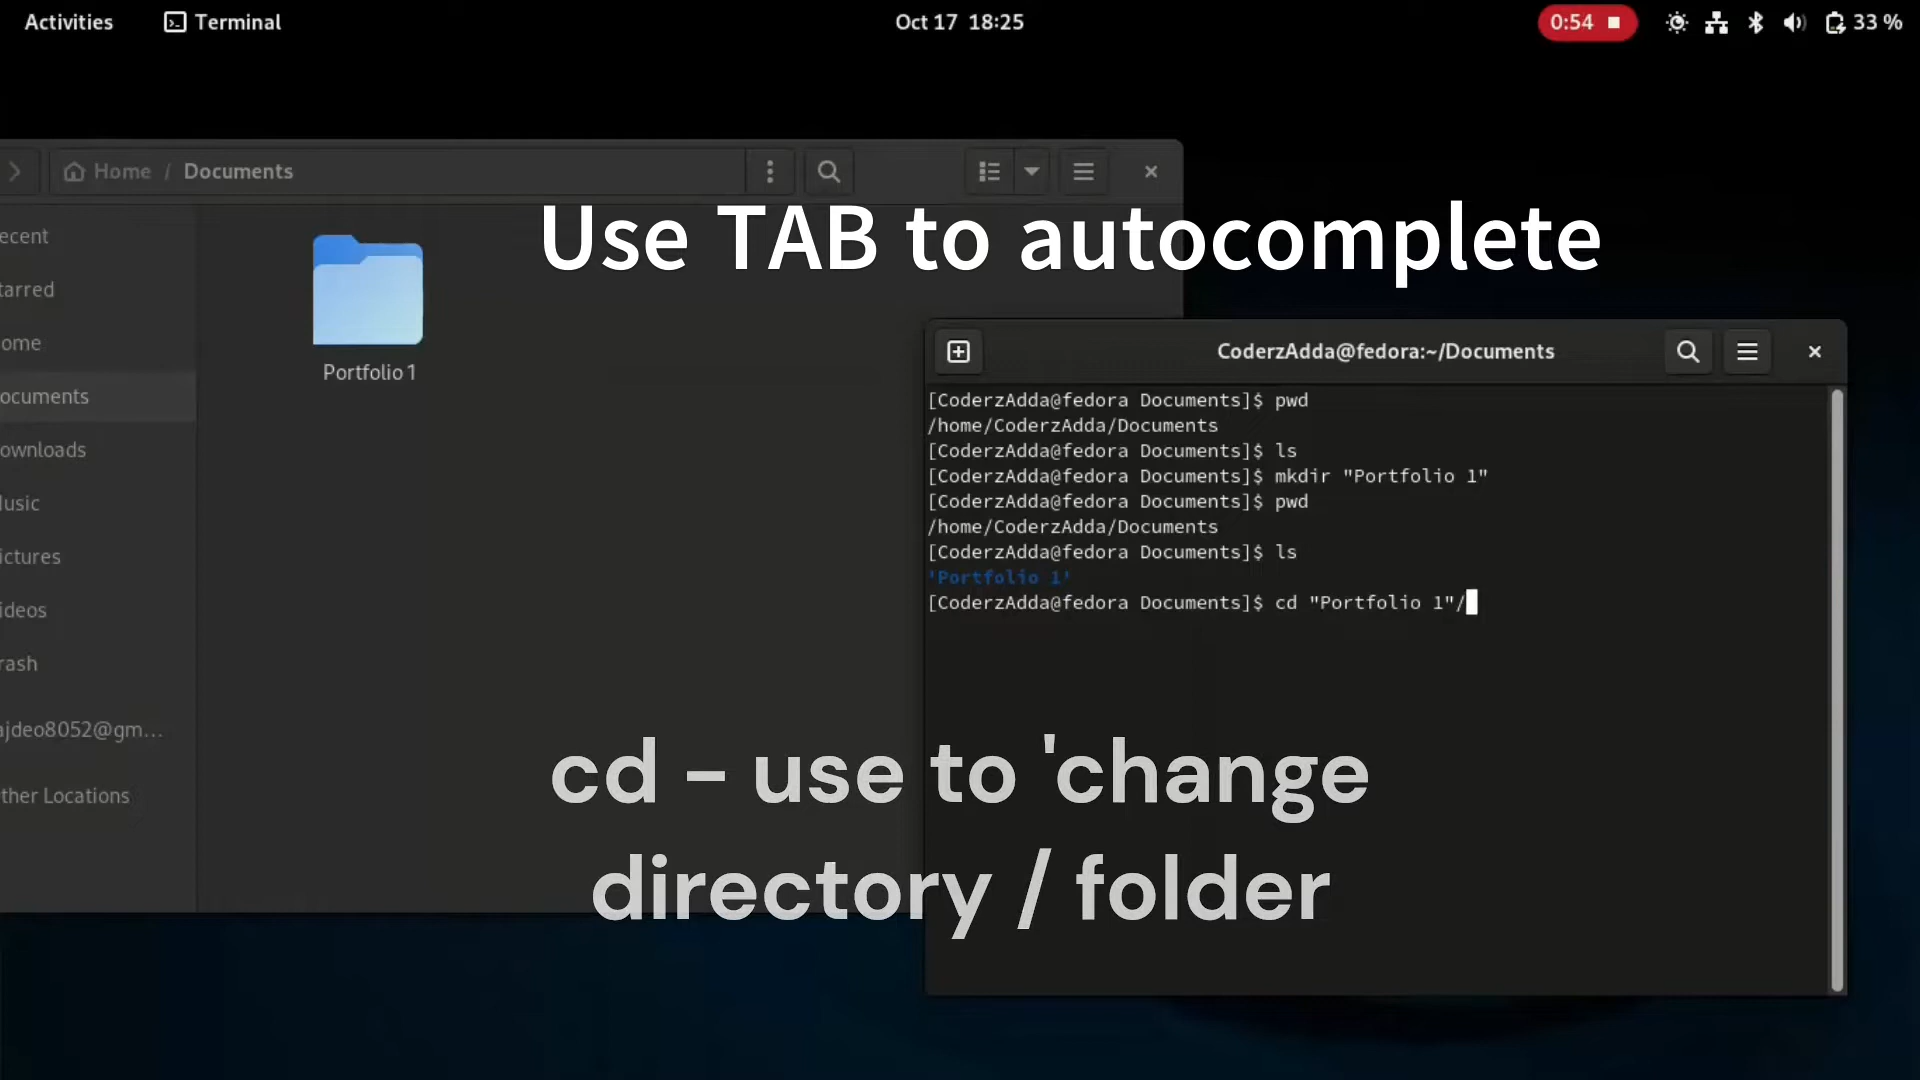 Activities Terminal Oct 17 18:25 0:54 33 %
Home / Documents
ecent
tarred
ome
ocuments
ownloads
lusic
ictures
ideos
rash
ajdeo8052@gm...
ther Locations
Portfolio 1
Use TAB to autocomplete
CoderzAdda@fedora:~/Documents
[CoderzAdda@fedora Documents]$ pwd
/home/CoderzAdda/Documents
[CoderzAdda@fedora Documents]$ ls
[CoderzAdda@fedora Documents]$ mkdir "Portfolio 1"
[CoderzAdda@fedora Documents]$ pwd
/home/CoderzAdda/Documents
[CoderzAdda@fedora Documents]$ ls
'Portfolio 1'
[CoderzAdda@fedora Documents]$ cd "Portfolio 1"/
cd - use to 'change
directory / folder